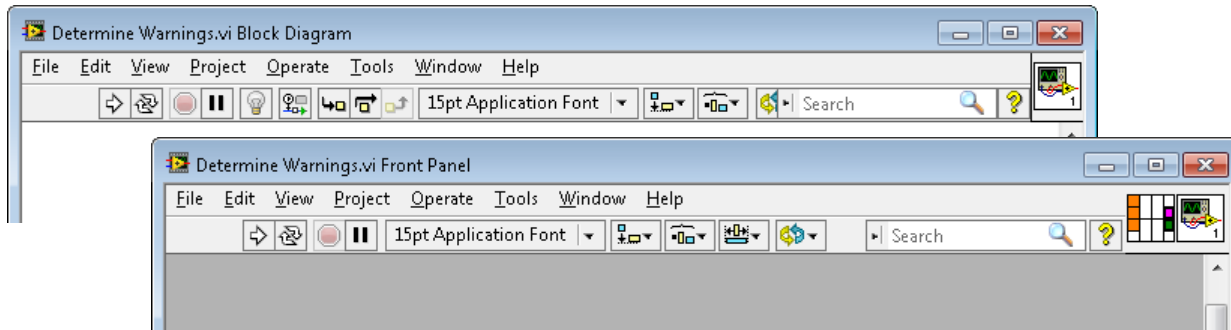 Determine Warnings.vi Block Diagram
File Edit View Project Operate Tools Window Help
15pt Application Font Search ? 1
Determine Warnings.vi Front Panel
File Edit View Project Operate Tools Window Help
15pt Application Font Search ? 1